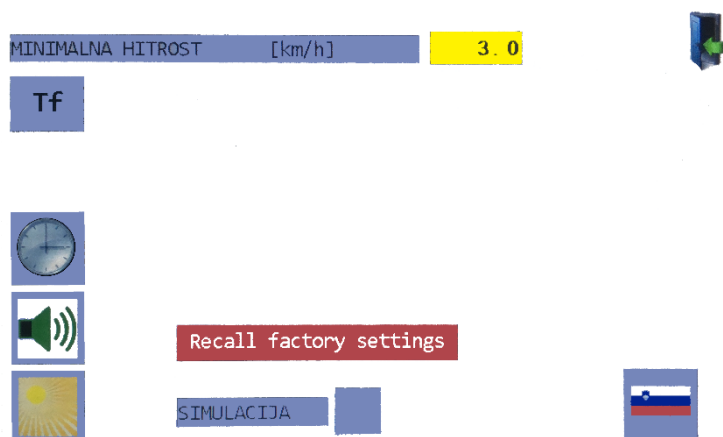 MINIMALNA HITROST [km/h] 3.0
Tf
Recall factory settings
SIMULACIJA